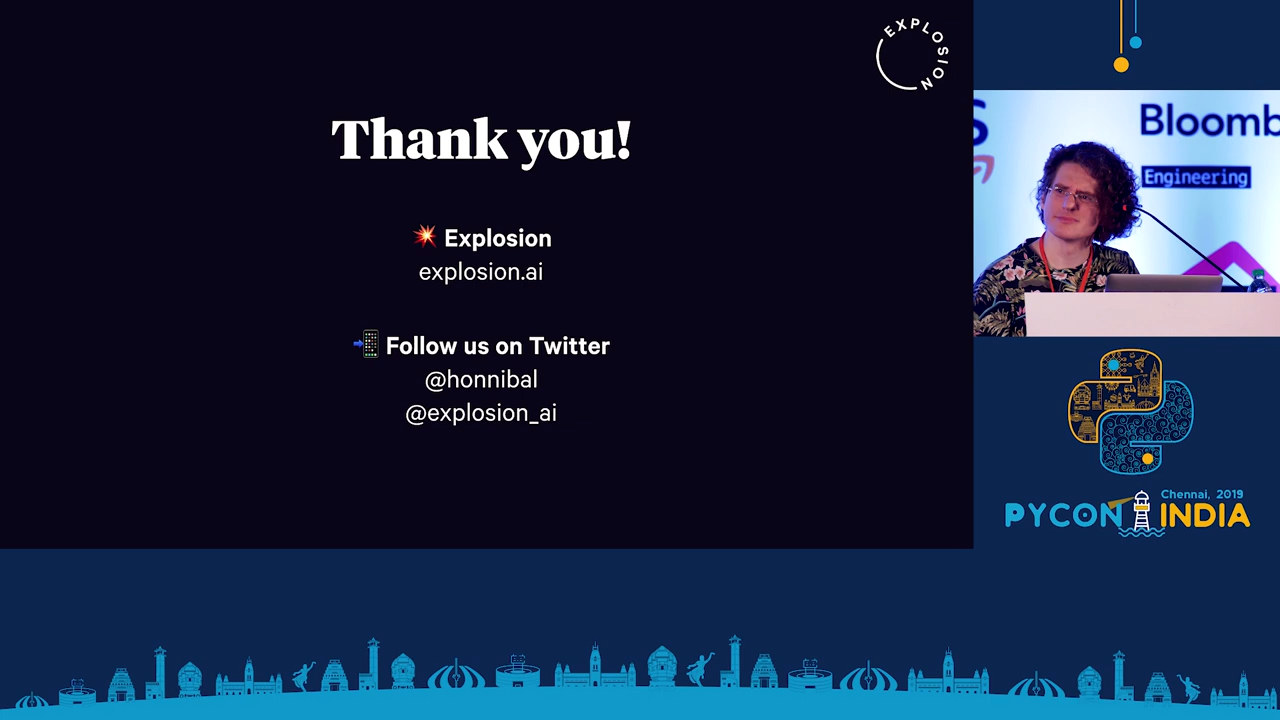 EXPLOSION
Thank you!
Explosion
explosion.ai
Follow us on Twitter
@honnibal
@explosion_ai
Bloomb
Engineering
Chennai, 2019
PYCON INDIA